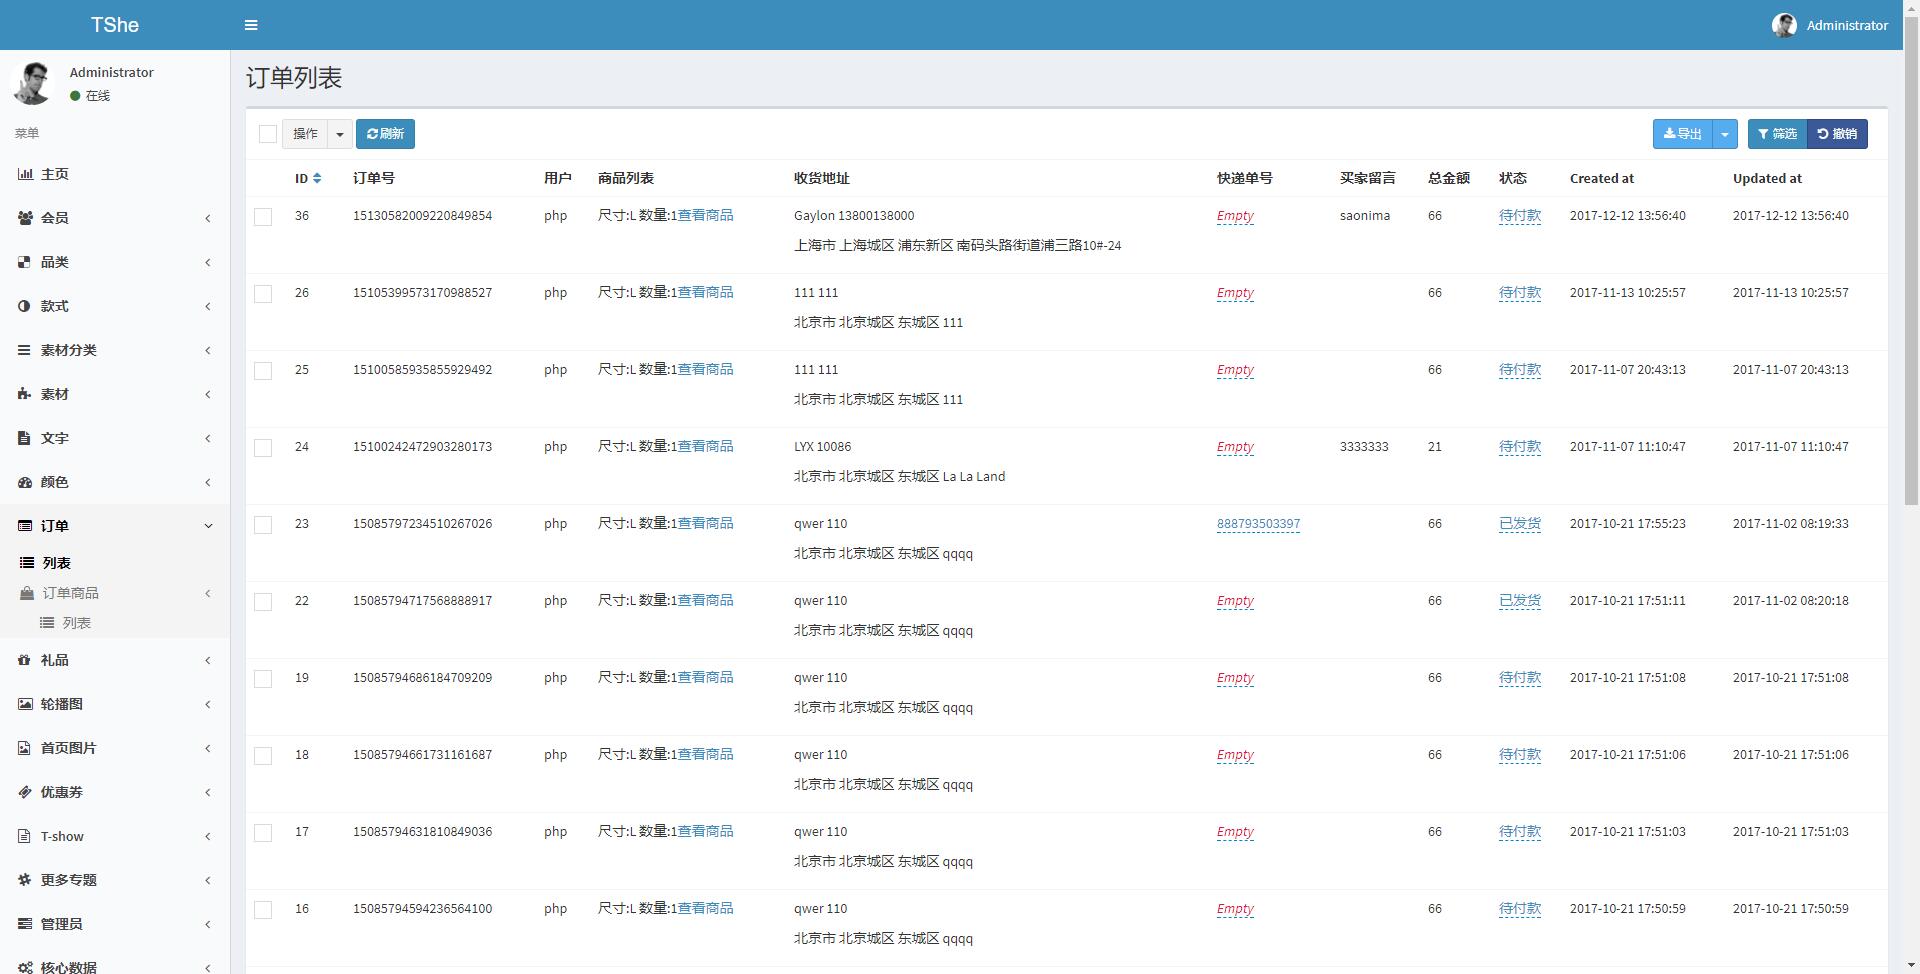 TShe
Administrator
Administrator
在线
菜单
主页
会员
品类
款式
素材分类
素材
文字
颜色
订单
列表
订单商品
列表
礼品
轮播图
首页图片
优惠券
T-show
更多专题
管理员
核心数据
订单列表
操作 刷新 导出 筛选 撤销
ID 订单号 用户 商品列表 收货地址 快递单号 买家留言 总金额 状态 Created at Updated at
36 15130582009220849854 php 尺寸:L 数量:1查看商品 Gaylon 13800138000 Empty saonima 66 待付款 2017-12-12 13:56:40 2017-12-12 13:56:40
上海市 上海城区 浦东新区 南码头路街道浦三路10#-24
26 15105399573170988527 php 尺寸:L 数量:1查看商品 111 111 Empty 66 待付款 2017-11-13 10:25:57 2017-11-13 10:25:57
北京市 北京城区 东城区 111
25 15100585935855929492 php 尺寸:L 数量:1查看商品 111 111 Empty 66 待付款 2017-11-07 20:43:13 2017-11-07 20:43:13
北京市 北京城区 东城区 111
24 15100242472903280173 php 尺寸:L 数量:1查看商品 LYX 10086 Empty 3333333 21 待付款 2017-11-07 11:10:47 2017-11-07 11:10:47
北京市 北京城区 东城区 La La Land
23 15085797234510267026 php 尺寸:L 数量:1查看商品 qwer 110 888793503397 66 已发货 2017-10-21 17:55:23 2017-11-02 08:19:33
北京市 北京城区 东城区 qqqq
22 15085794717568888917 php 尺寸:L 数量:1查看商品 qwer 110 Empty 66 已发货 2017-10-21 17:51:11 2017-11-02 08:20:18
北京市 北京城区 东城区 qqqq
19 15085794686184709209 php 尺寸:L 数量:1查看商品 qwer 110 Empty 66 待付款 2017-10-21 17:51:08 2017-10-21 17:51:08
北京市 北京城区 东城区 qqqq
18 15085794661731161687 php 尺寸:L 数量:1查看商品 qwer 110 Empty 66 待付款 2017-10-21 17:51:06 2017-10-21 17:51:06
北京市 北京城区 东城区 qqqq
17 15085794631810849036 php 尺寸:L 数量:1查看商品 qwer 110 Empty 66 待付款 2017-10-21 17:51:03 2017-10-21 17:51:03
北京市 北京城区 东城区 qqqq
16 15085794594236564100 php 尺寸:L 数量:1查看商品 qwer 110 Empty 66 待付款 2017-10-21 17:50:59 2017-10-21 17:50:59
北京市 北京城区 东城区 qqqq